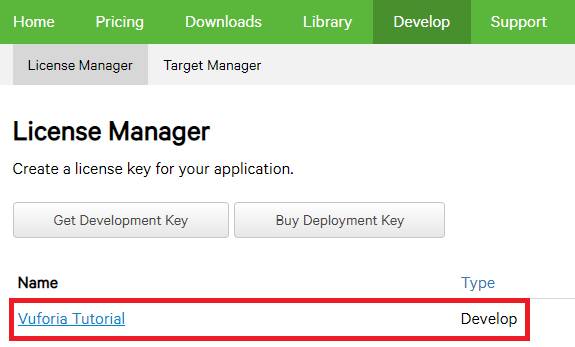 Home Pricing Downloads Library Develop Support
License Manager Target Manager
License Manager
Create a license key for your application.
Get Development Key Buy Deployment Key
Name Type
Vuforia Tutorial Develop